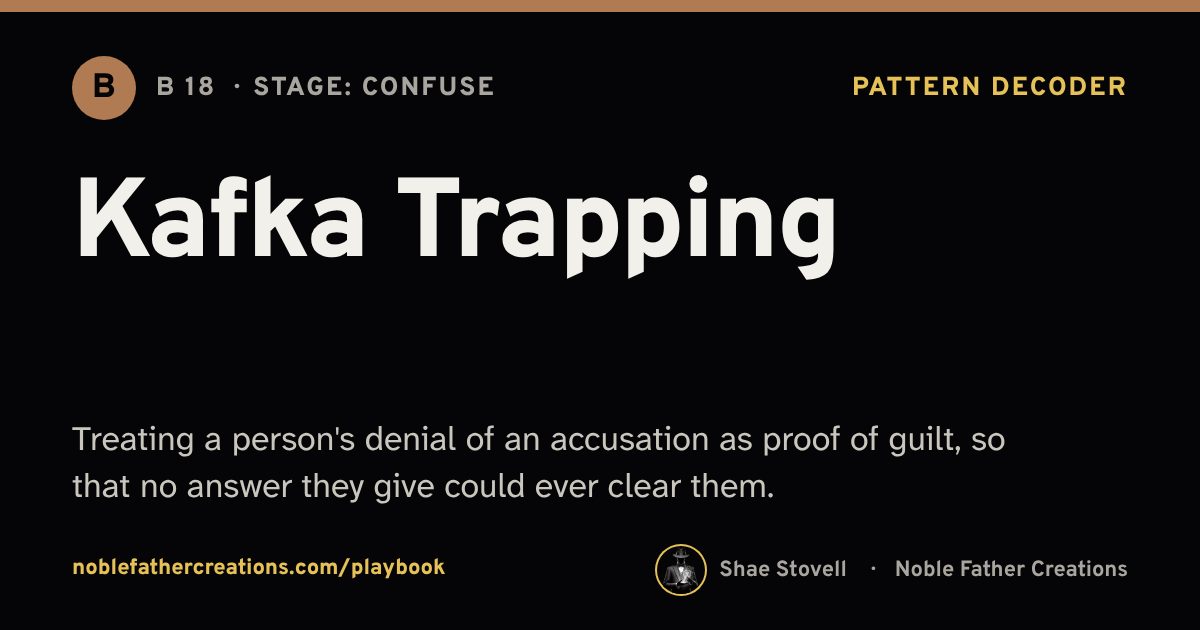 B
B 18 · STAGE: CONFUSE
PATTERN DECODER
Kafka Trapping
Treating a person's denial of an accusation as proof of guilt, so
that no answer they give could ever clear them.
noblefathercreations.com/playbook
Shae Stovell · Noble Father Creations